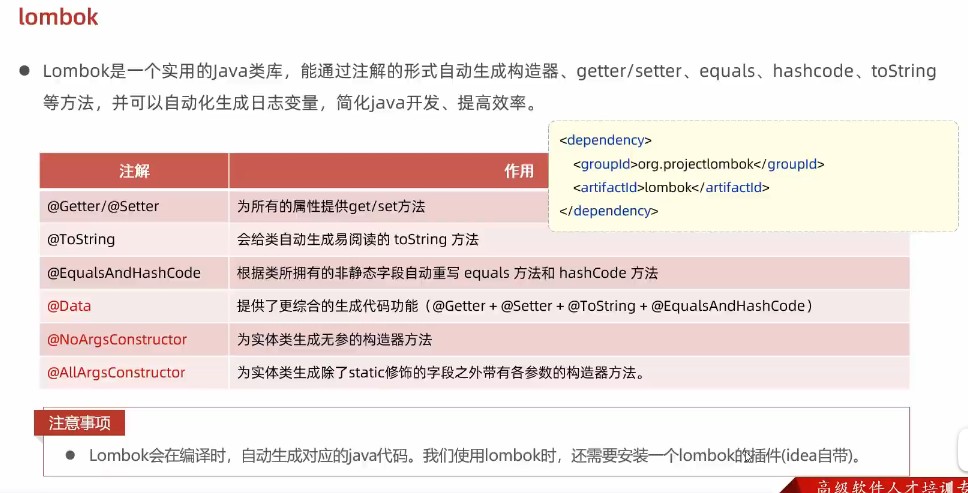 lombok
● Lombok是一个实用的Java类库，能通过注解的形式自动生成构造器、getter/setter、equals、hashcode、toString
等方法，并可以自动化生成日志变量，简化java开发、提高效率。
<dependency>
<groupId>org.projectlombok</groupId>
<artifactId>lombok</artifactId>
</dependency>
注解 作用
@Getter/@Setter 为所有的属性提供get/set方法
@ToString 会给类自动生成易阅读的 toString 方法
@EqualsAndHashCode 根据类所拥有的非静态字段自动重写 equals 方法和 hashCode 方法
@Data 提供了更综合的生成代码功能（@Getter + @Setter + @ToString + @EqualsAndHashCode）
@NoArgsConstructor 为实体类生成无参的构造器方法
@AllArgsConstructor 为实体类生成除了static修饰的字段之外带有各参数的构造器方法。
注意事项
● Lombok会在编译时，自动生成对应的java代码。我们使用lombok时，还需要安装一个lombok的插件(idea自带)。
高级软件人才培训专